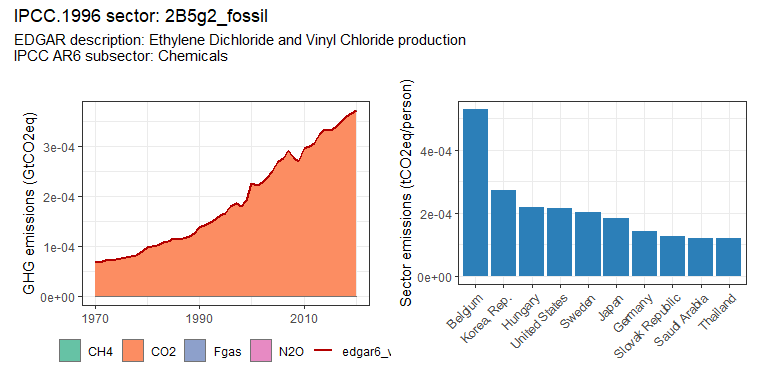 IPCC.1996 sector: 2B5g2_fossil
EDGAR description: Ethylene Dichloride and Vinyl Chloride production
IPCC AR6 subsector: Chemicals
GHG emissions (GtCO2eq)
3e-04
2e-04
1e-04
0e+00
1970
1990
2010
CH4
CO2
Fgas
N2O
edgar6_v
Sector emissions (tCO2eq/person)
4e-04
2e-04
0e+00
Belgium
Korea, Rep.
Hungary
United States
Sweden
Japan
Germany
Slovak Republic
Saudi Arabia
Thailand